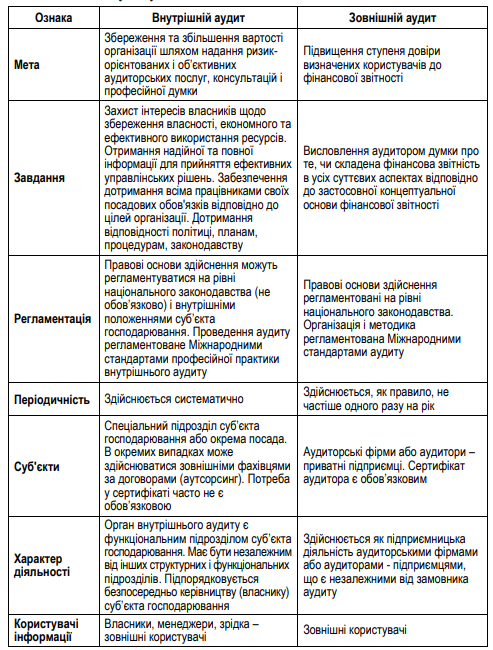 Ознака
Внутрішній аудит
Зовнішній аудит
Мета
Збереження та збільшення вартості
організації шляхом надання ризик-
орієнтованих і об’єктивних
аудиторських послуг, консультацій і
професійної думки
Підвищення ступеня довіри
визначених користувачів до
фінансової звітності
Завдання
Захист інтересів власників щодо
збереження власності, економного та
ефективного використання ресурсів.
Отримання надійної та повної
інформації для прийняття ефективних
управлінських рішень. Забезпечення
дотримання всіма працівниками своїх
посадових обов'язків відповідно до
цілей організації. Дотримання
відповідності політиці, планам,
процедурам, законодавству
Висловлення аудитором думки про
те, чи складена фінансова звітність
в усіх суттєвих аспектах відповідно
до застосовної концептуальної
основи фінансової звітності
Регламентація
Правові основи здійснення можуть
регламентуватися на рівні
національного законодавства (не
обов’язково) і внутрішніми
положеннями суб’єкта
господарювання. Проведення аудиту
регламентоване Міжнародними
стандартами професійної практики
внутрішнього аудиту
Правові основи здійснення
регламентовані на рівні
національного законодавства.
Організація і методика
регламентована Міжнародними
стандартами аудиту
Періодичність
Здійснюється систематично
Здійснюється, як правило, не
частіше одного разу на рік
Суб'єкти
Спеціальний підрозділ суб’єкта
господарювання або окрема посада.
В окремих випадках може
здійснюватися зовнішніми фахівцями
за договорами (аутсорсинг). Потреба
у сертифікаті часто не є
обов’язковою
Аудиторські фірми або аудитори –
приватні підприємці. Сертифікат
аудитора є обов’язковим
Характер
діяльності
Орган внутрішнього аудиту є
функціональним підрозділом суб’єкта
господарювання. Має бути незалежним
від інших структурних і функціональних
підрозділів. Підпорядковується
безпосередньо керівництву (власнику)
суб’єкта господарювання
Здійснюється як підприємницька
діяльність аудиторськими фірмами
або аудиторами - підприємцями,
що є незалежними від замовника
аудиту
Користувачі
інформації
Власники, менеджери, зрідка –
зовнішні користувачі
Зовнішні користувачі